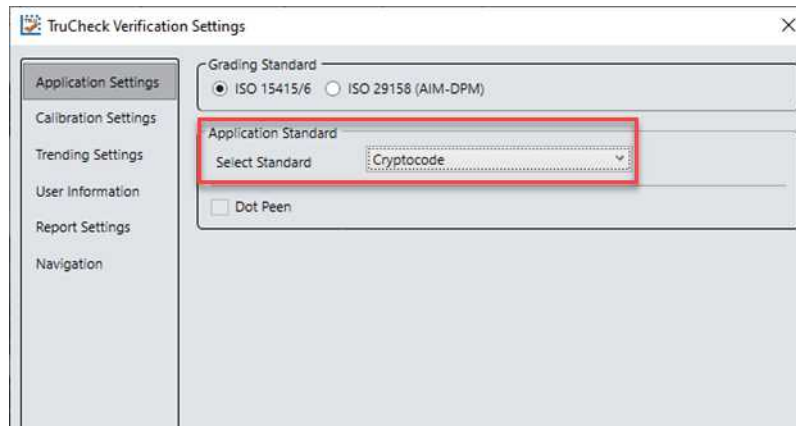 TruCheck Verification Settings
Application Settings
Calibration Settings
Trending Settings
User Information
Report Settings
Navigation
Grading Standard
ISO 15415/6 ISO 29158 (AIM-DPM)
Application Standard
Select Standard Cryptocode
Dot Peen